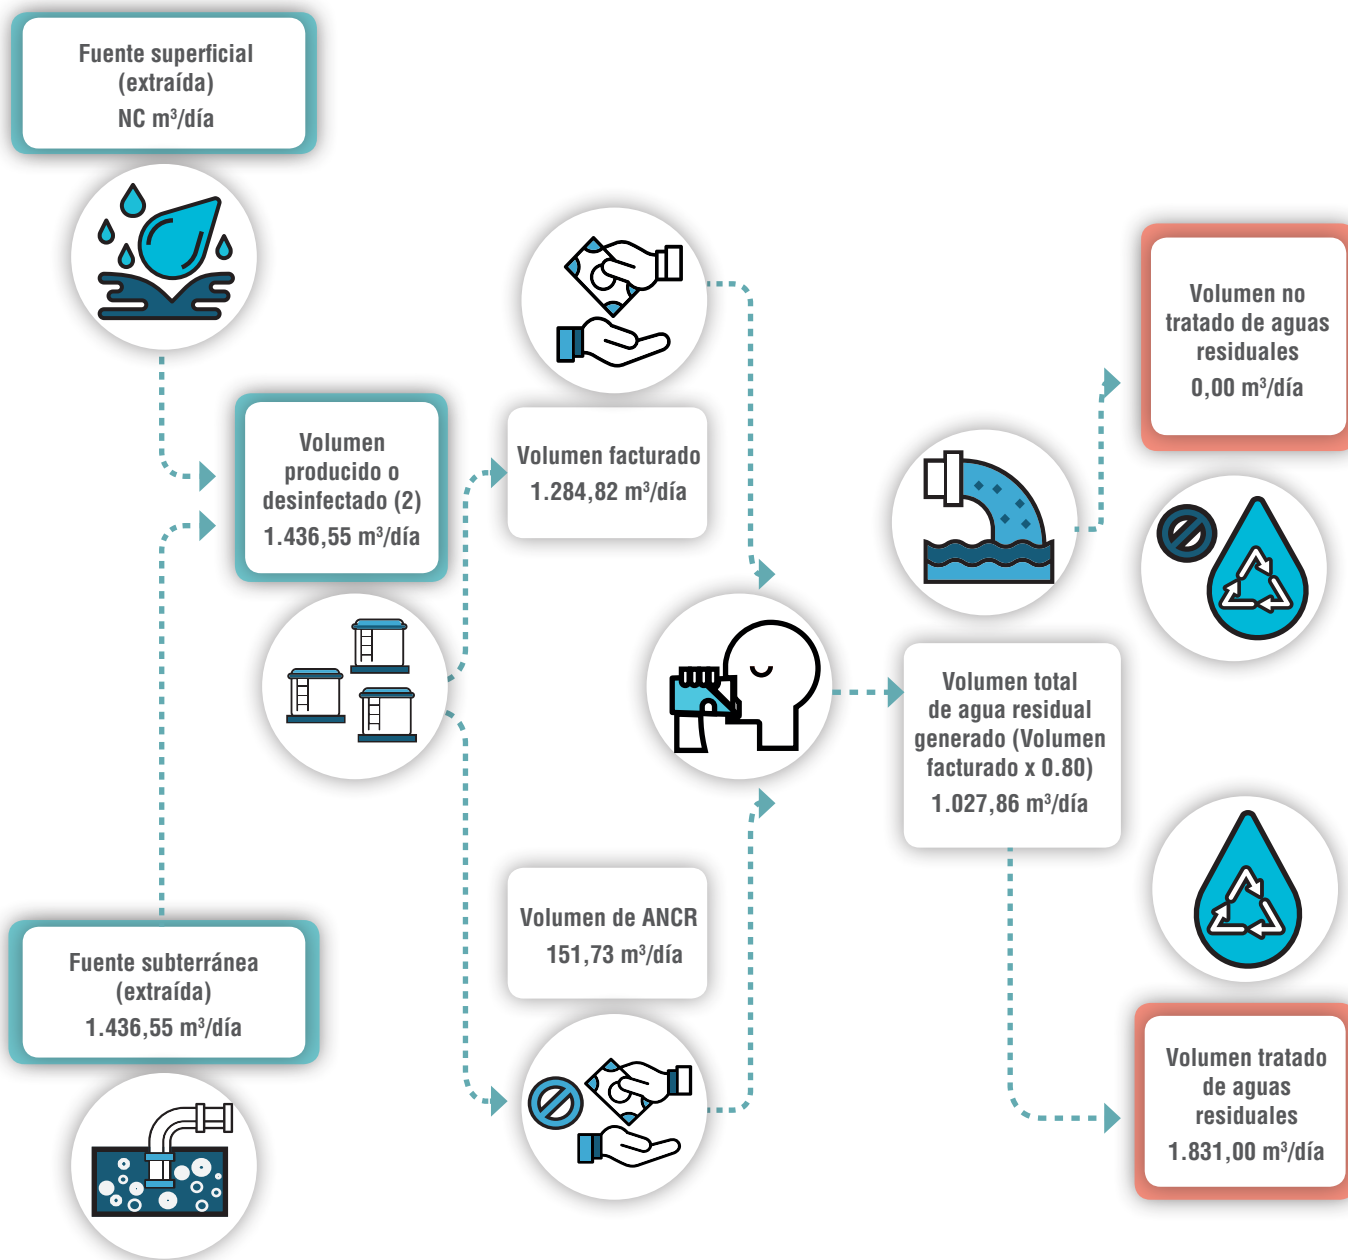 Fuente superficial
(extraída)
NC m³/día
Volumen
producido o
desinfectado (2)
1.436,55 m³/día
Fuente subterránea
(extraída)
1.436,55 m³/día
Volumen facturado
1.284,82 m³/día
Volumen de ANCR
151,73 m³/día
Volumen total
de agua residual
generado (Volumen
facturado x 0.80)
1.027,86 m³/día
Volumen no
tratado de aguas
residuales
0,00 m³/día
Volumen tratado
de aguas
residuales
1.831,00 m³/día